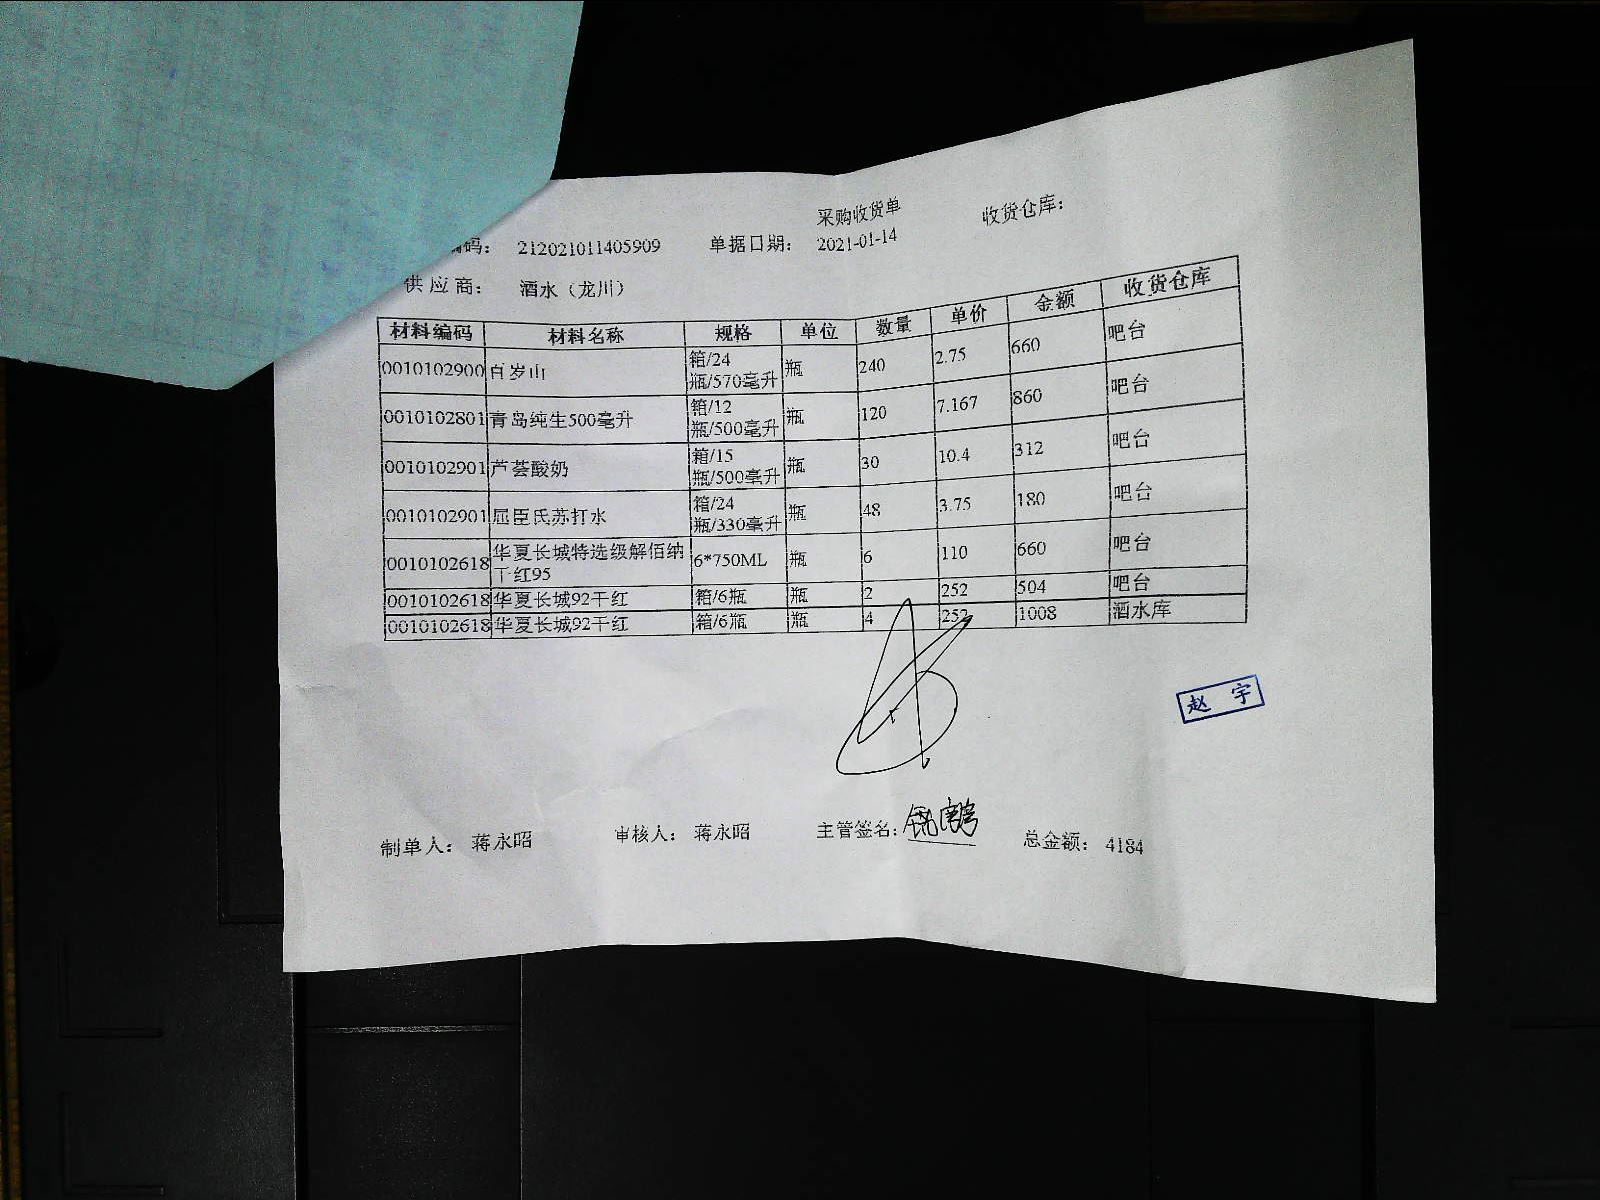 采购收货单 收货仓库：
编码： 212021011405909 单据日期： 2021-01-14
供应商： 酒水（龙川）
材料编码 材料名称 规格 单位 数量 单价 金额 收货仓库
0010102900 百岁山 箱/24瓶/570毫升 瓶 240 2.75 660 吧台
0010102801 青岛纯生500毫升 箱/12瓶/500毫升 瓶 120 7.167 860 吧台
0010102901 芦荟酸奶 箱/15瓶/500毫升 瓶 30 10.4 312 吧台
0010102901 屈臣氏苏打水 箱/24瓶/330毫升 瓶 48 3.75 180 吧台
0010102618 华夏长城特选级解佰纳干红95 6*750ML 瓶 6 110 660 吧台
0010102618 华夏长城92干红 箱/6瓶 瓶 2 252 504 吧台
0010102618 华夏长城92干红 箱/6瓶 瓶 4 252 1008 酒水库
赵宇
制单人： 蒋永昭 审核人： 蒋永昭 主管签名： 总金额： 4184